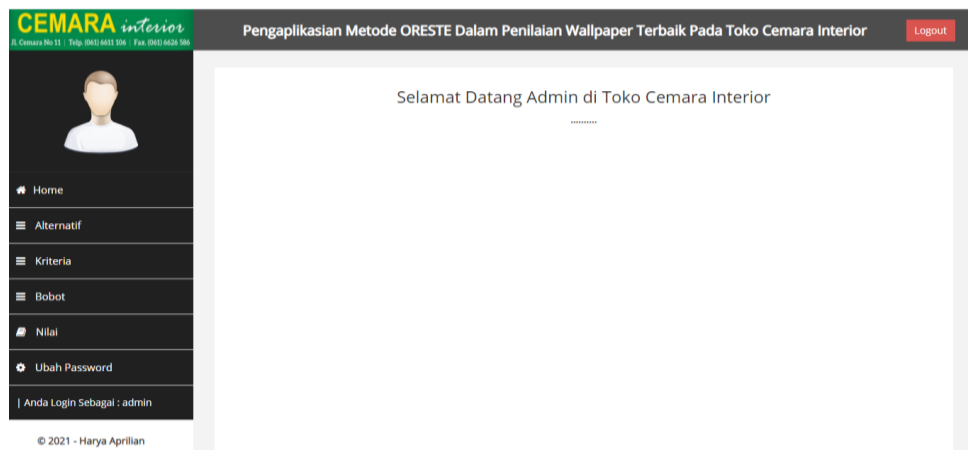 CEMARA interior
Jl. Cemara No 11 | Telp. (061) 6611 106 | Fax. (061) 6626 586
Pengaplikasian Metode ORESTE Dalam Penilaian Wallpaper Terbaik Pada Toko Cemara Interior
Logout
Selamat Datang Admin di Toko Cemara Interior
..........
Home
Alternatif
Kriteria
Bobot
Nilai
Ubah Password
| Anda Login Sebagai : admin
© 2021 - Harya Aprilian